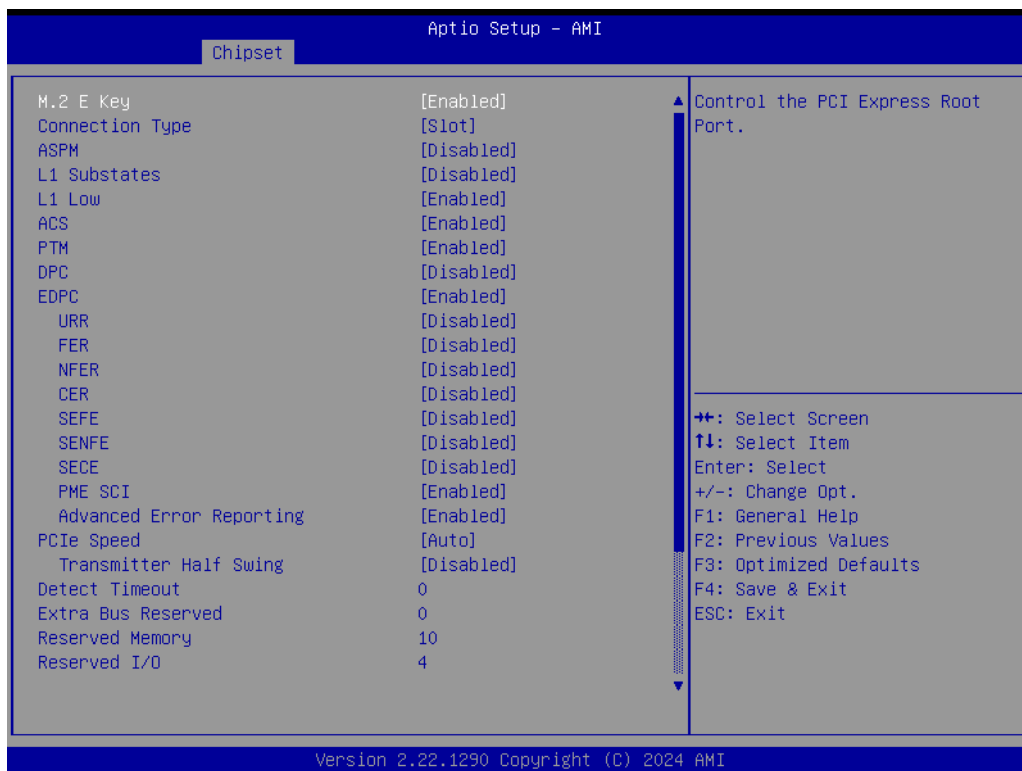 Aptio Setup - AMI
Chipset
M.2 E Key [Enabled]
Connection Type [Slot]
ASPM [Disabled]
L1 Substates [Disabled]
L1 Low [Enabled]
ACS [Enabled]
PTM [Enabled]
DPC [Disabled]
EDPC [Enabled]
URR [Disabled]
FER [Disabled]
NFER [Disabled]
CER [Disabled]
SEFE [Disabled]
SENFE [Disabled]
SECE [Disabled]
PME SCI [Enabled]
Advanced Error Reporting [Enabled]
PCIe Speed [Auto]
Transmitter Half Swing [Disabled]
Detect Timeout 0
Extra Bus Reserved 0
Reserved Memory 10
Reserved I/O 4
Control the PCI Express Root
Port.
→←: Select Screen
↑↓: Select Item
Enter: Select
+/-: Change Opt.
F1: General Help
F2: Previous Values
F3: Optimized Defaults
F4: Save & Exit
ESC: Exit
Version 2.22.1290 Copyright (C) 2024 AMI